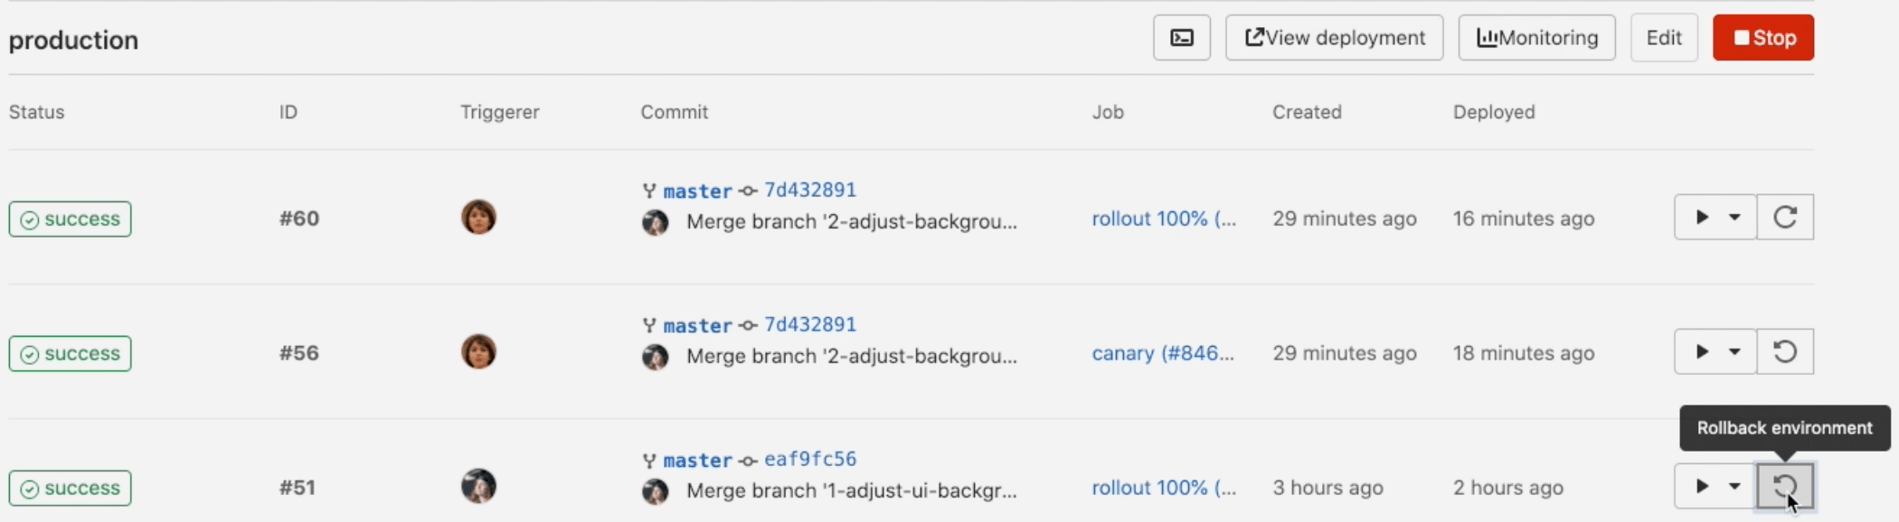 production
View deployment
Monitoring
Edit
Stop
Status ID Triggerer Commit Job Created Deployed
master 7d432891
success #60 Merge branch '2-adjust-backgrou... rollout 100% (... 29 minutes ago 16 minutes ago
master 7d432891
success #56 Merge branch '2-adjust-backgrou... canary (#846... 29 minutes ago 18 minutes ago
Rollback environment
master eaf9fc56
success #51 Merge branch '1-adjust-ui-backgr... rollout 100% (... 3 hours ago 2 hours ago